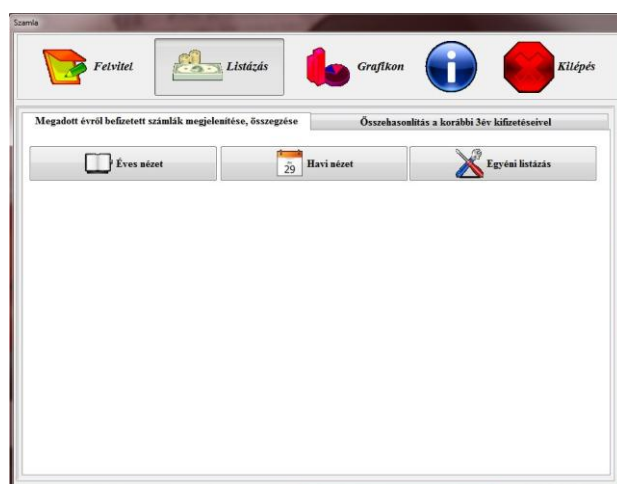 Szamla
Felvitel
Listázás
Grafikon
Kilépés
Megadott évről befizetett számlák megjelenítése, összegzése
Összehasonlítás a korábbi 3év kifizetéseivel
Éves nézet
29
Havi nézet
Egyéni listázás